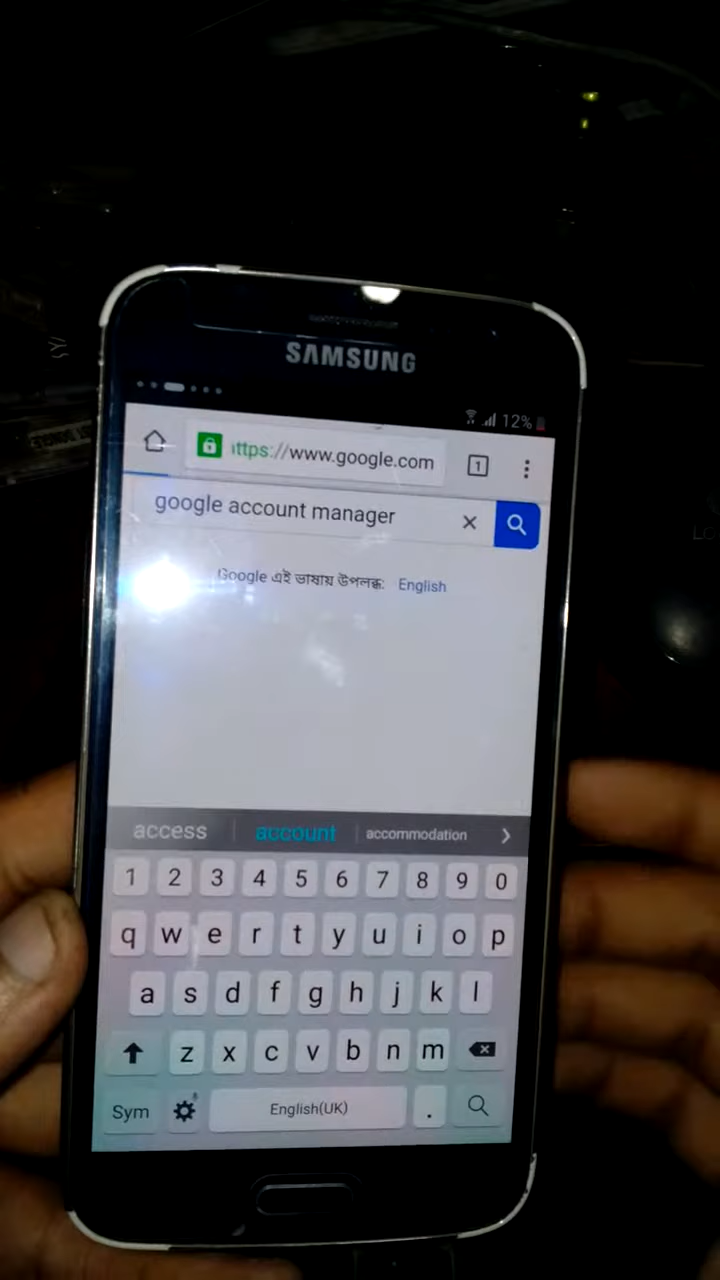 SAMSUNG
12%
ttps://www.google.com
1
google account manager
Google এই ভাষায় উপলব্ধ: English
access account accommodation
1 2 3 4 5 6 7 8 9 0
q w e r t y u i o p
a s d f g h j k l
z x c v b n m
Sym English(UK) .